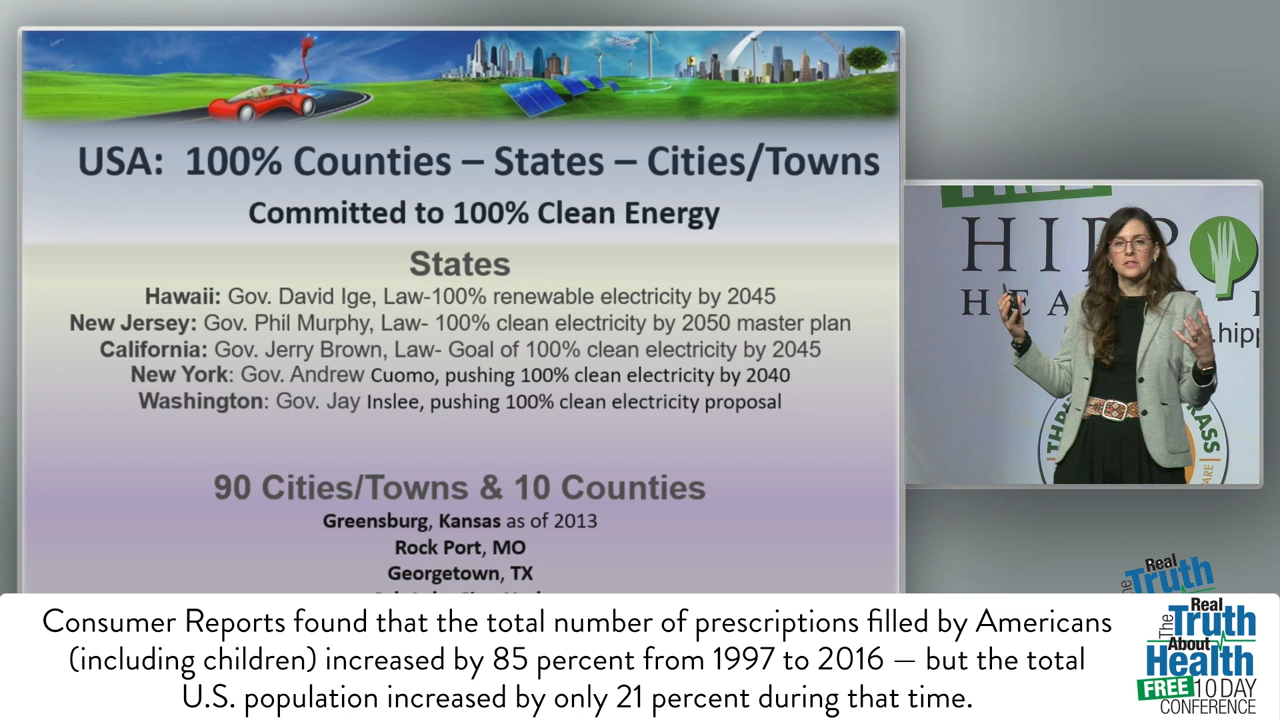 USA: 100% Counties – States – Cities/Towns
Committed to 100% Clean Energy
States
Hawaii: Gov. David Ige, Law-100% renewable electricity by 2045
New Jersey: Gov. Phil Murphy, Law- 100% clean electricity by 2050 master plan
California: Gov. Jerry Brown, Law- Goal of 100% clean electricity by 2045
New York: Gov. Andrew Cuomo, pushing 100% clean electricity by 2040
Washington: Gov. Jay Inslee, pushing 100% clean electricity proposal
90 Cities/Towns & 10 Counties
Greensburg, Kansas as of 2013
Rock Port, MO
Georgetown, TX
FREE
HIPP
HEA
.hipp
The Real
Truth
Consumer Reports found that the total number of prescriptions filled by Americans
(including children) increased by 85 percent from 1997 to 2016 — but the total
U.S. population increased by only 21 percent during that time.
The Real
Truth
About
Health
FREE 10 DAY
CONFERENCE